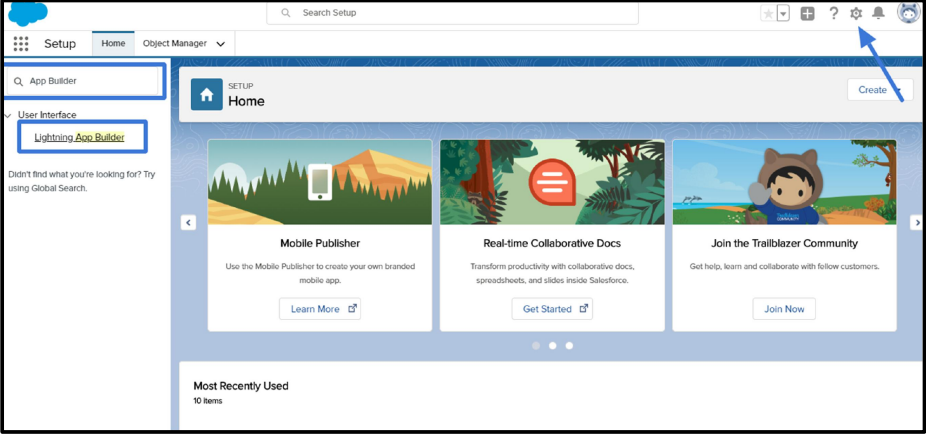 Search Setup
Setup
Home
Object Manager
App Builder
User Interface
Lightning App Builder
Didn't find what you're looking for? Try
using Global Search.
SETUP
Home
Create
Mobile Publisher
Use the Mobile Publisher to create your own branded
mobile app.
Learn More
Real-time Collaborative Docs
Transform productivity with collaborative docs,
spreadsheets, and slides inside Salesforce.
Get Started
Join the Trailblazer Community
Get help, learn and collaborate with fellow customers.
Join Now
Most Recently Used
10 items